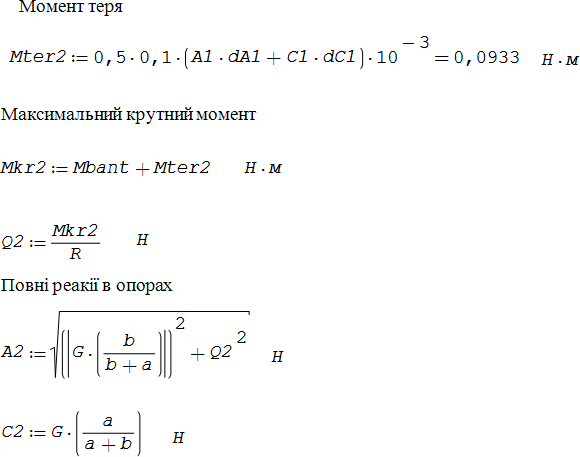 Момент теря
Mter2:=0,5·0,1·(A1·dA1+C1·dC1)·10^-3=0,0933 Н·м
Максимальний крутний момент
Mkr2:=Mbant+Mter2 Н·м
Q2:=Mkr2/R Н
Повні реакії в опорах
A2:=√((|G·(b/(b+a))|)^2+Q2^2) Н
C2:=G·(a/(a+b)) Н